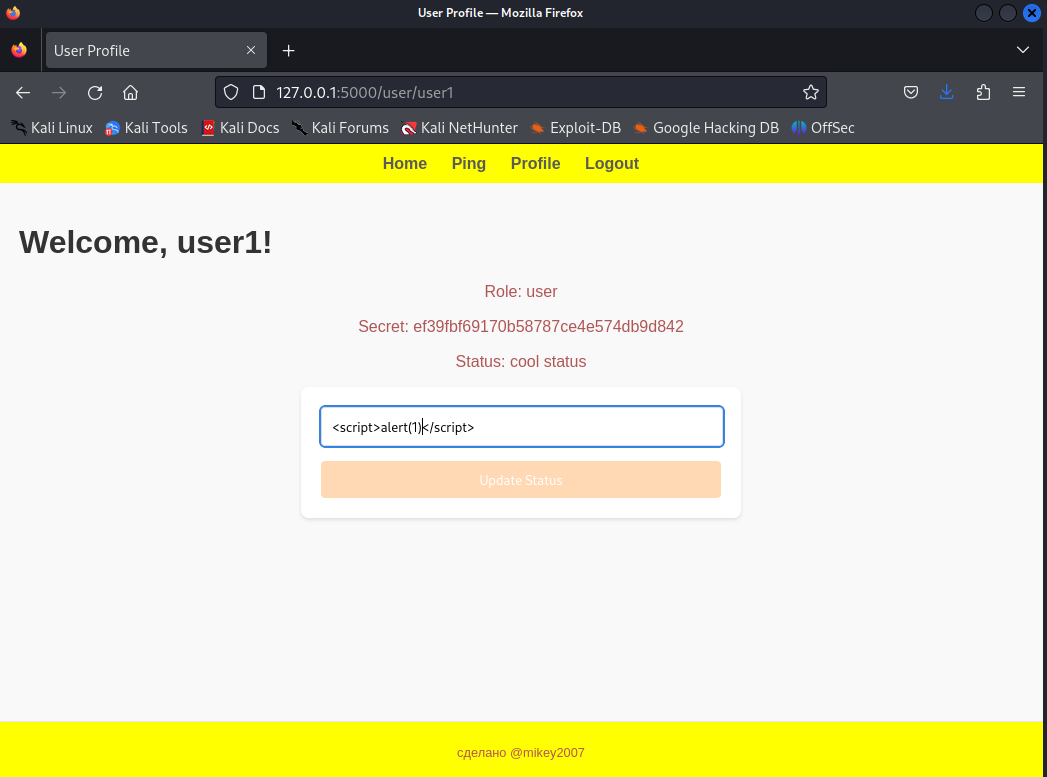 User Profile — Mozilla Firefox
User Profile
127.0.0.1:5000/user/user1
Kali Linux Kali Tools Kali Docs Kali Forums Kali NetHunter Exploit-DB Google Hacking DB OffSec
Home Ping Profile Logout
Welcome, user1!
Role: user
Secret: ef39fbf69170b58787ce4e574db9d842
Status: cool status
<script>alert(1)</script>
Update Status
сделано @mikey2007